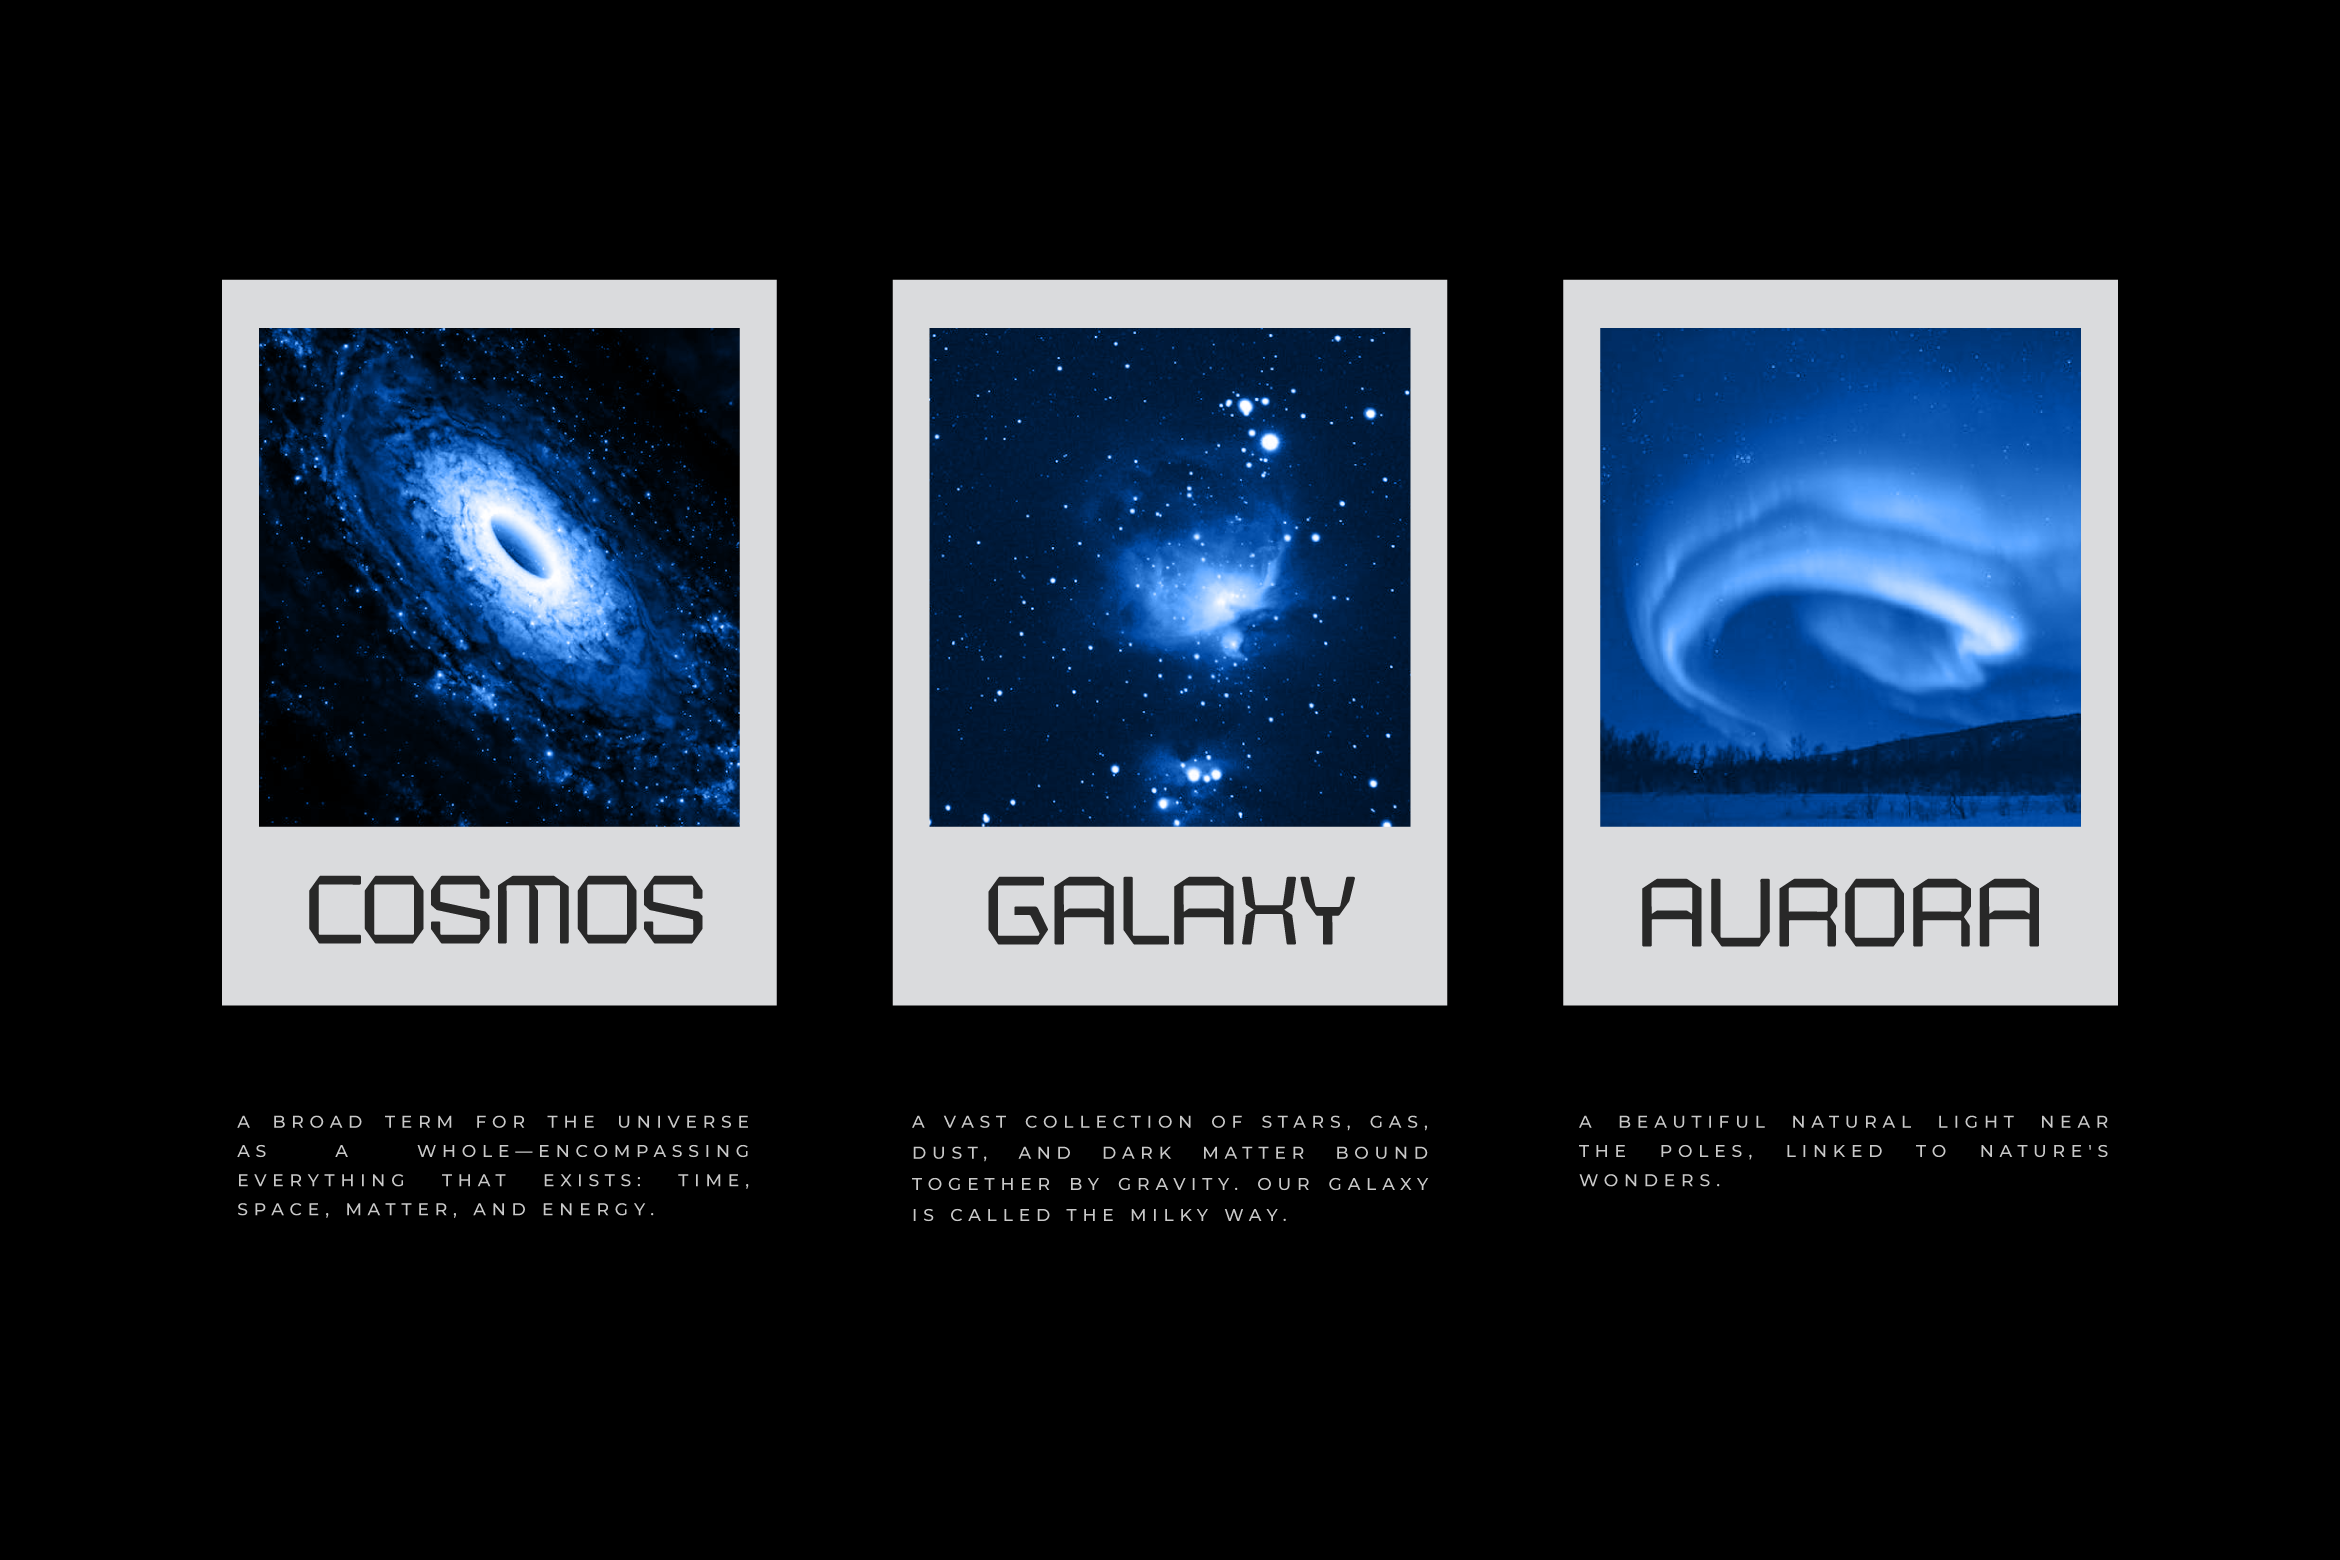 COSMOS
A BROAD TERM FOR THE UNIVERSE
AS A WHOLE—ENCOMPASSING
EVERYTHING THAT EXISTS: TIME,
SPACE, MATTER, AND ENERGY.
GALAXY
A VAST COLLECTION OF STARS, GAS,
DUST, AND DARK MATTER BOUND
TOGETHER BY GRAVITY. OUR GALAXY
IS CALLED THE MILKY WAY.
AURORA
A BEAUTIFUL NATURAL LIGHT NEAR
THE POLES, LINKED TO NATURE'S
WONDERS.